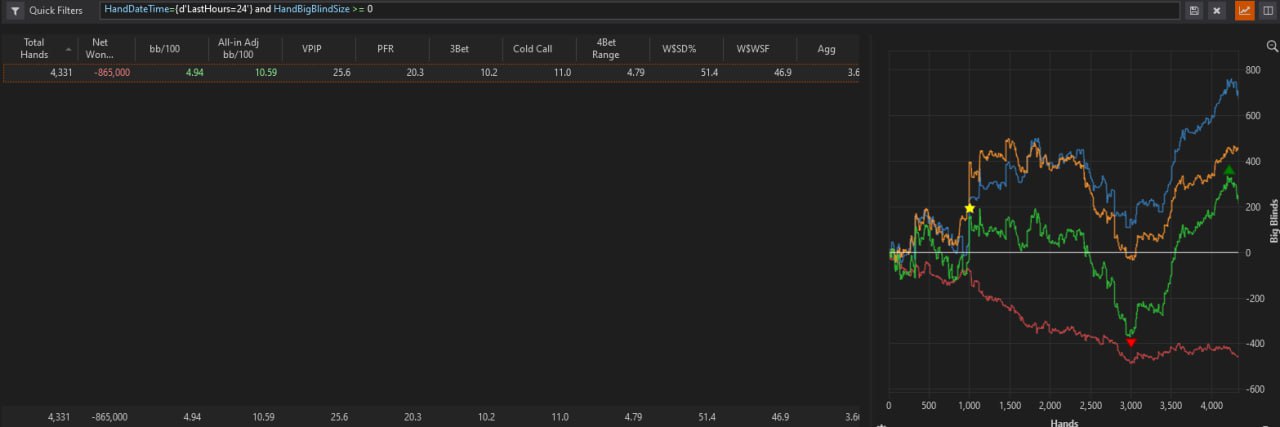 Quick Filters HandDateTime={d'LastHours=24'} and HandBigBlindSize >= 0
Total Hands Net Won... bb/100 All-in Adj bb/100 VPIP PFR 3Bet Cold Call 4Bet Range W$SD% W$WSF Agg
4,331 -865,000 4.94 10.59 25.6 20.3 10.2 11.0 4.79 51.4 46.9
4,331 -865,000 4.94 10.59 25.6 20.3 10.2 11.0 4.79 51.4 46.9
800
600
400
200
0
-200
-400
-600
Big Blinds
0 500 1,000 1,500 2,000 2,500 3,000 3,500 4,000
Hands